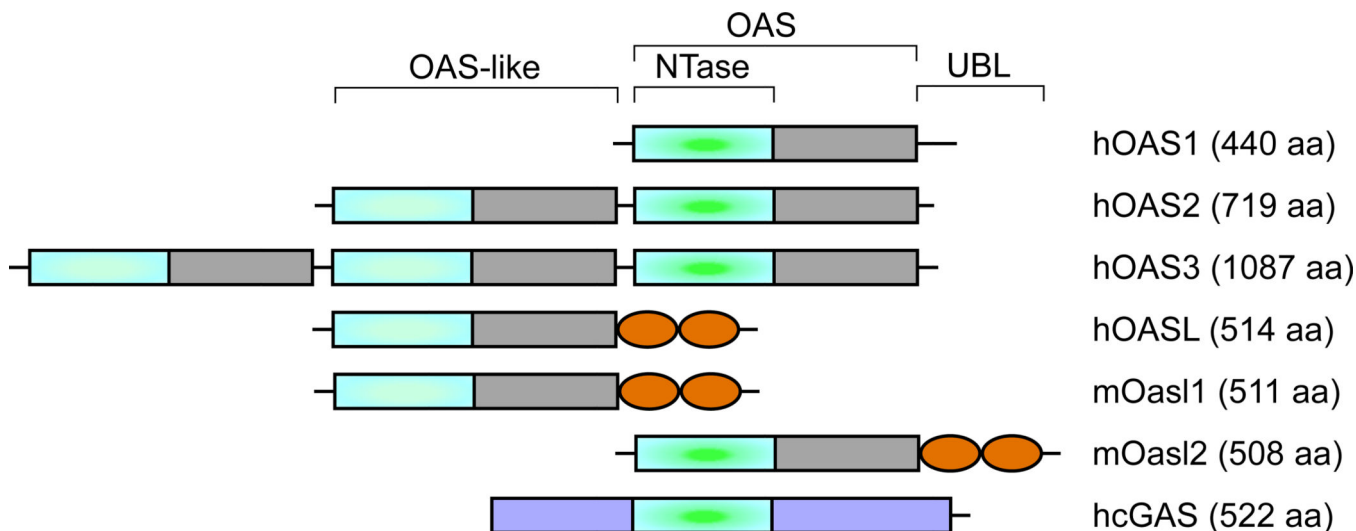 OAS
OAS-like
NTase
UBL
hOAS1 (440 aa)
hOAS2 (719 aa)
hOAS3 (1087 aa)
hOASL (514 aa)
mOasl1 (511 aa)
mOasl2 (508 aa)
hcGAS (522 aa)